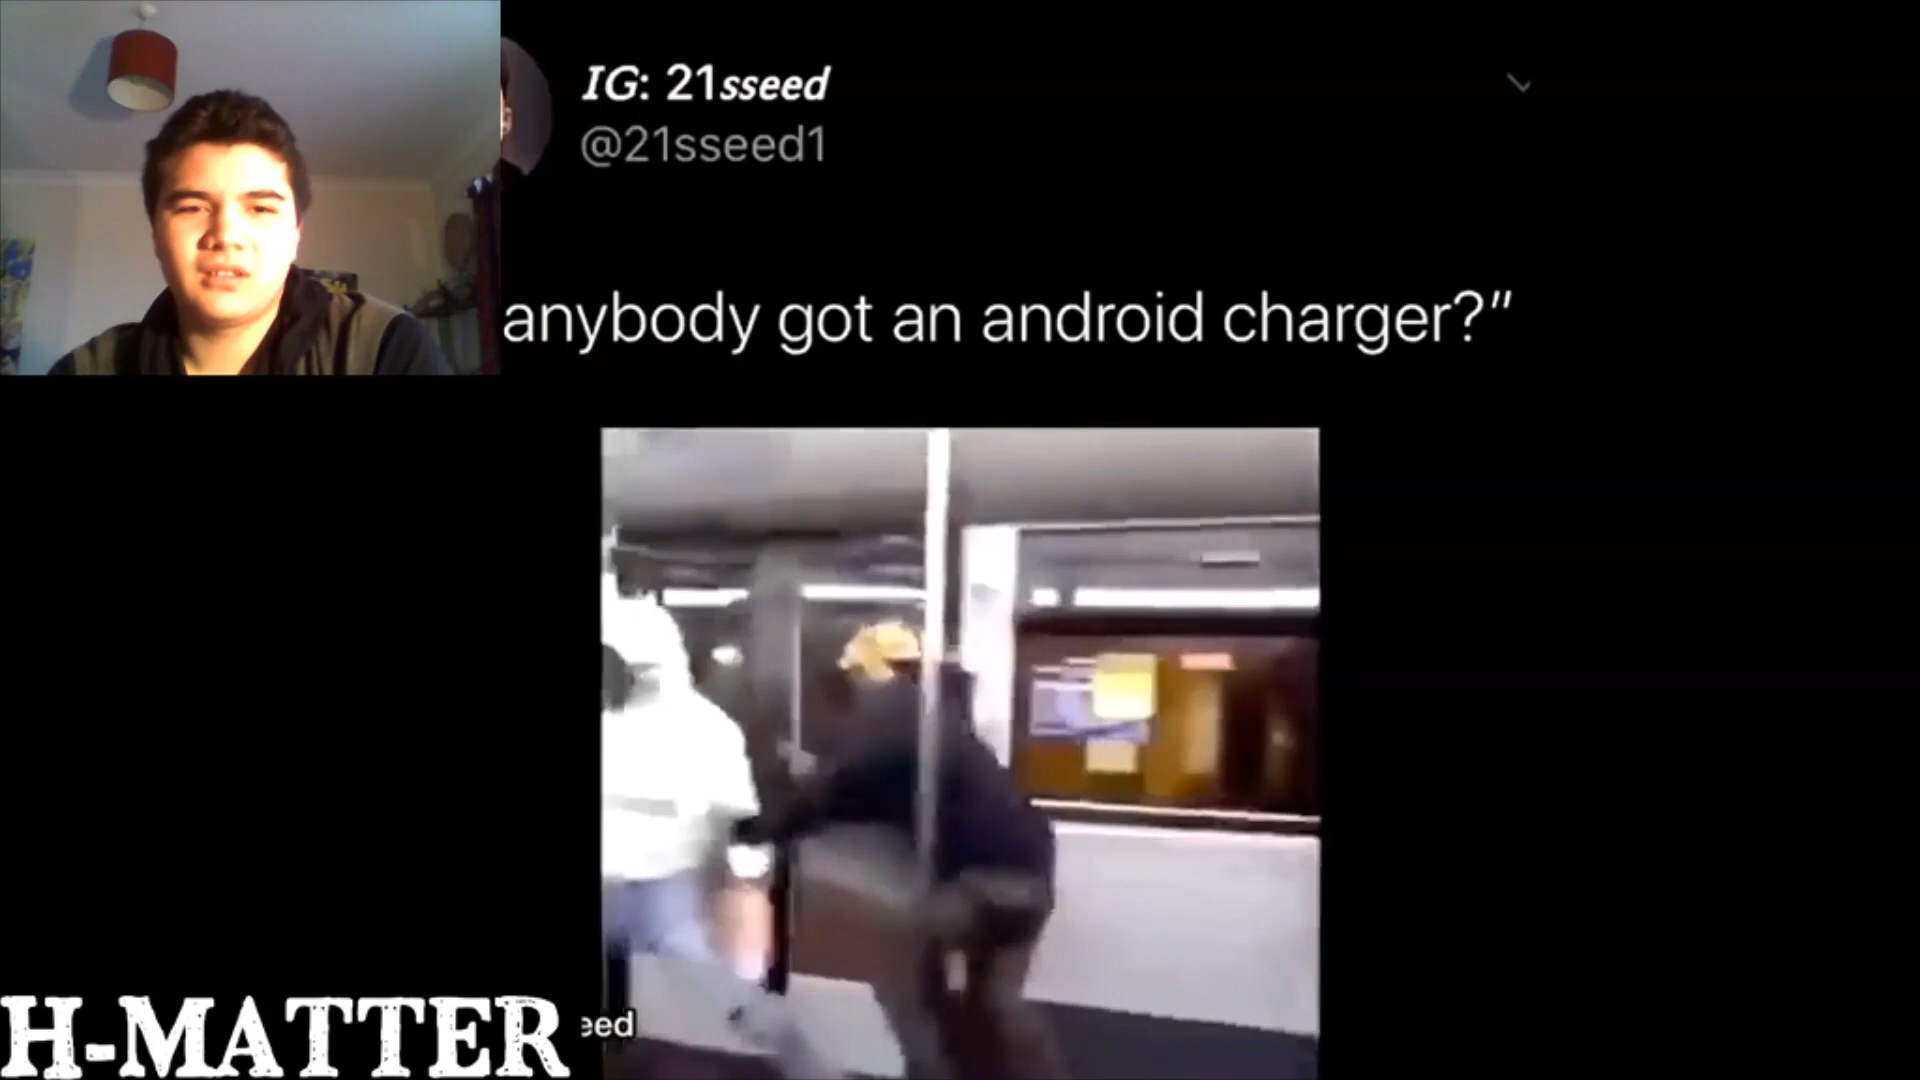 IG: 21sseed
@21sseed1
anybody got an android charger?”
H-MATTER
eed